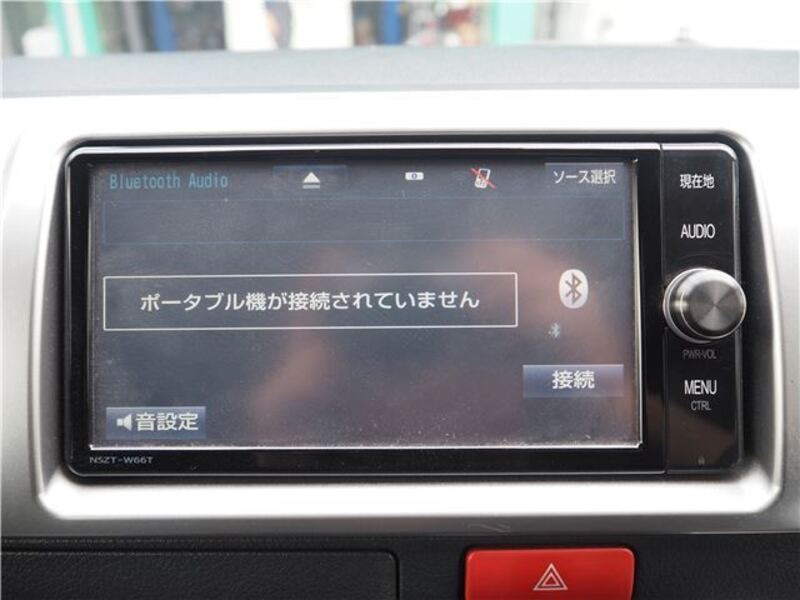 Bluetooth Audio
ソース選択
ポータブル機が接続されていません
接続
音設定
NSZT-W66T
現在地
AUDIO
PWR-VOL
MENU
CTRL